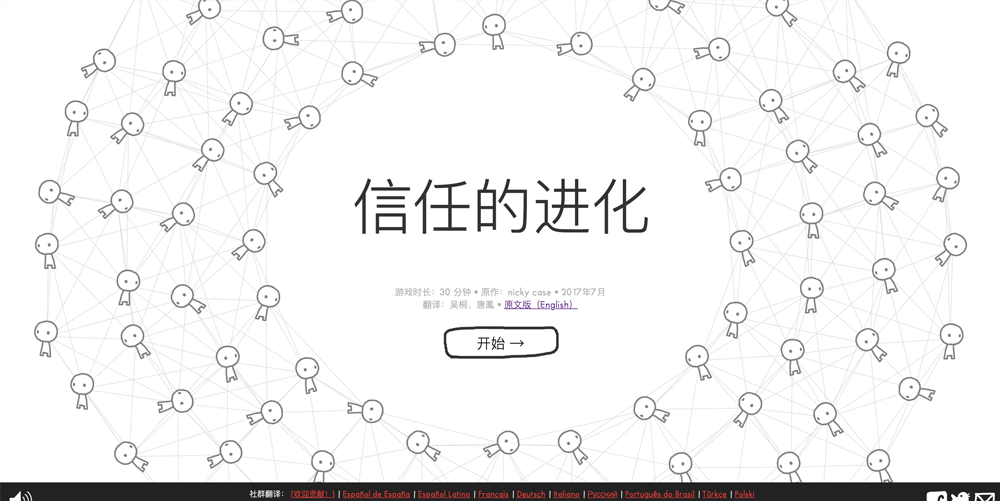 信任的进化
游戏时长：30 分钟 • 原作：nicky case • 2017年7月
翻译：吴桐、唐鳳 • 原文版（English）
开始 →
社群翻译： (欢迎贡献！) | Español de España | Español Latino | Français | Deutsch | Italiano | Русский | Português do Brasil | Türkçe | Polski